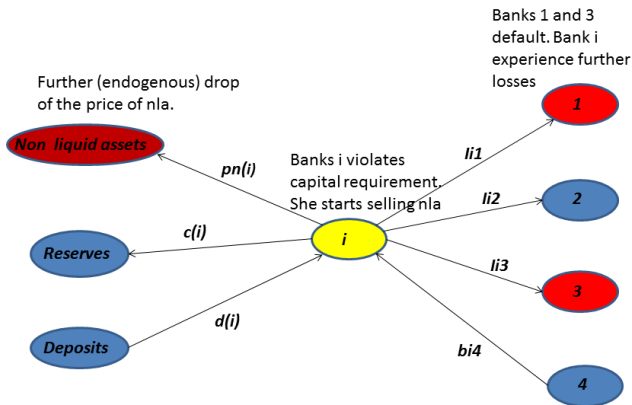 Banks 1 and 3
default. Bank i
experience further
losses
Further (endogenous) drop
of the price of nla.
1
Non liquid assets
pn(i)
Banks i violates
capital requirement.
She starts selling nla
li1
li2
2
c(i)
Reserves
i
li3
3
d(i)
Deposits
bi4
4